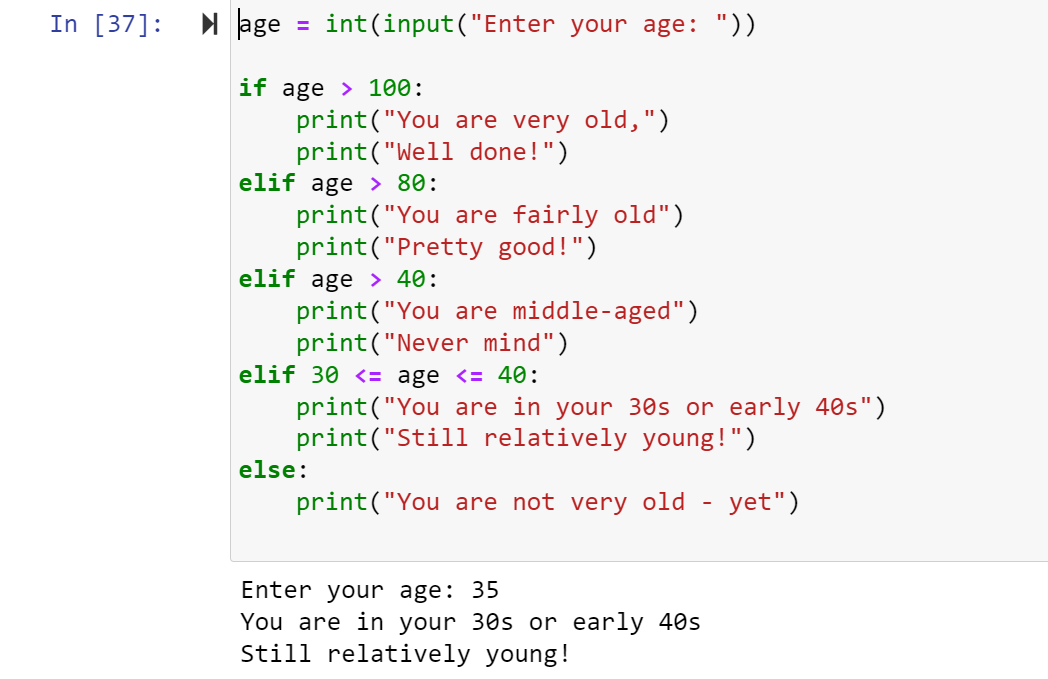 In [37]: age = int(input("Enter your age: "))
if age > 100:
    print("You are very old,")
    print("Well done!")
elif age > 80:
    print("You are fairly old")
    print("Pretty good!")
elif age > 40:
    print("You are middle-aged")
    print("Never mind")
elif 30 <= age <= 40:
    print("You are in your 30s or early 40s")
    print("Still relatively young!")
else:
    print("You are not very old - yet")
Enter your age: 35
You are in your 30s or early 40s
Still relatively young!